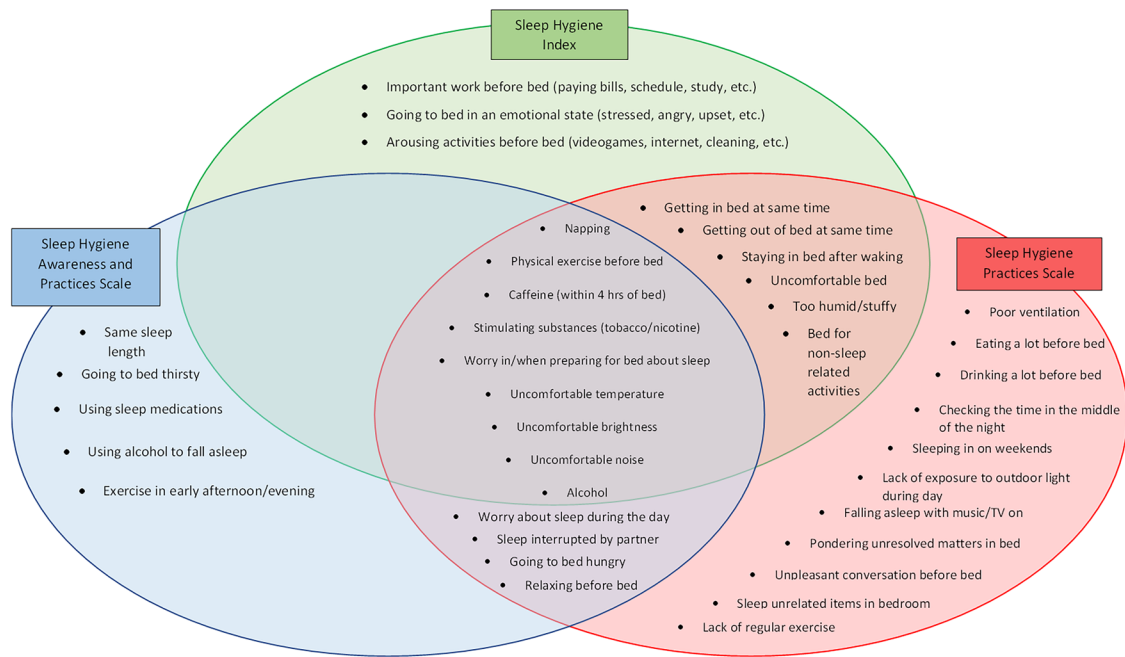 Sleep Hygiene
Index
• Important work before bed (paying bills, schedule, study, etc.)
• Going to bed in an emotional state (stressed, angry, upset, etc.)
• Arousing activities before bed (videogames, internet, cleaning, etc.)
Sleep Hygiene
Awareness and
Practices Scale
• Same sleep
length
• Going to bed thirsty
• Using sleep medications
• Using alcohol to fall asleep
• Exercise in early afternoon/evening
• Napping
• Physical exercise before bed
• Caffeine (within 4 hrs of bed)
• Stimulating substances (tobacco/nicotine)
• Worry in/when preparing for bed about sleep
• Uncomfortable temperature
• Uncomfortable brightness
• Uncomfortable noise
• Alcohol
• Worry about sleep during the day
• Sleep interrupted by partner
• Going to bed hungry
• Relaxing before bed
• Getting in bed at same time
• Getting out of bed at same time
• Staying in bed after waking
• Uncomfortable bed
• Too humid/stuffy
• Bed for
non-sleep
related
activities
Sleep Hygiene
Practices Scale
• Poor ventilation
• Eating a lot before bed
• Drinking a lot before bed
• Checking the time in the middle
of the night
• Sleeping in on weekends
• Lack of exposure to outdoor light
during day
• Falling asleep with music/TV on
• Pondering unresolved matters in bed
• Unpleasant conversation before bed
• Sleep unrelated items in bedroom
• Lack of regular exercise